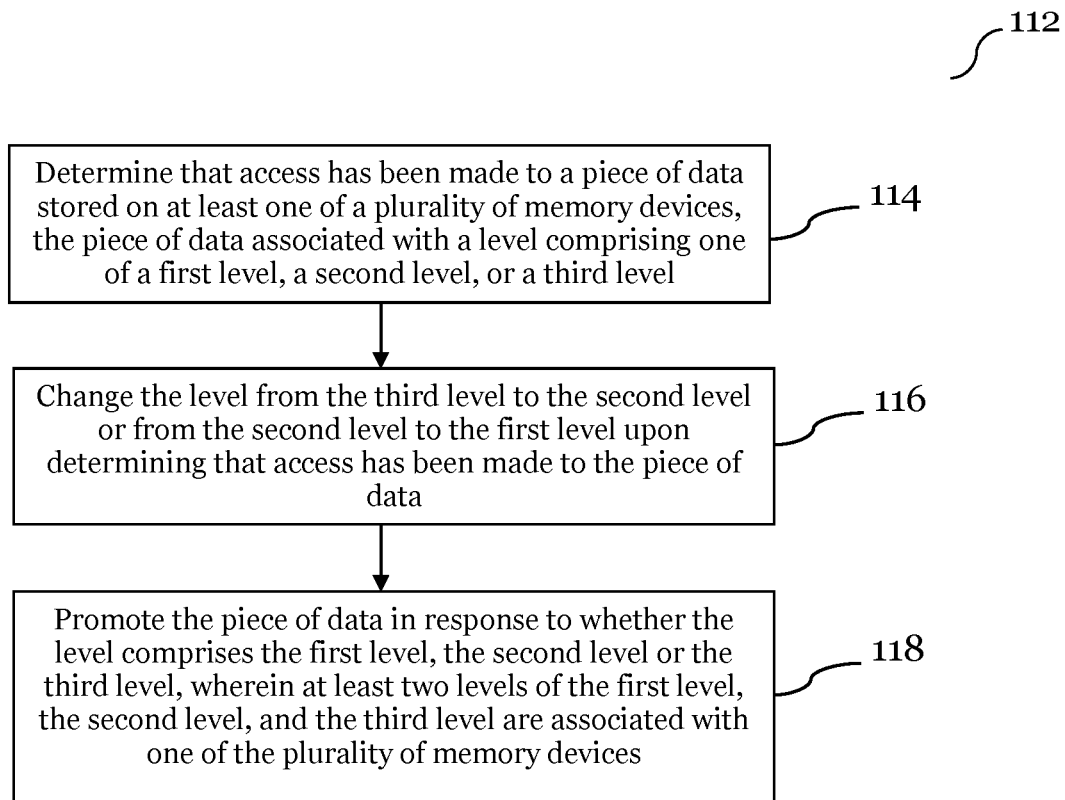 112
Determine that access has been made to a piece of data
stored on at least one of a plurality of memory devices,
the piece of data associated with a level comprising one
of a first level, a second level, or a third level
114
Change the level from the third level to the second level
or from the second level to the first level upon
determining that access has been made to the piece of
data
116
Promote the piece of data in response to whether the
level comprises the first level, the second level or the
third level, wherein at least two levels of the first level,
the second level, and the third level are associated with
one of the plurality of memory devices
118